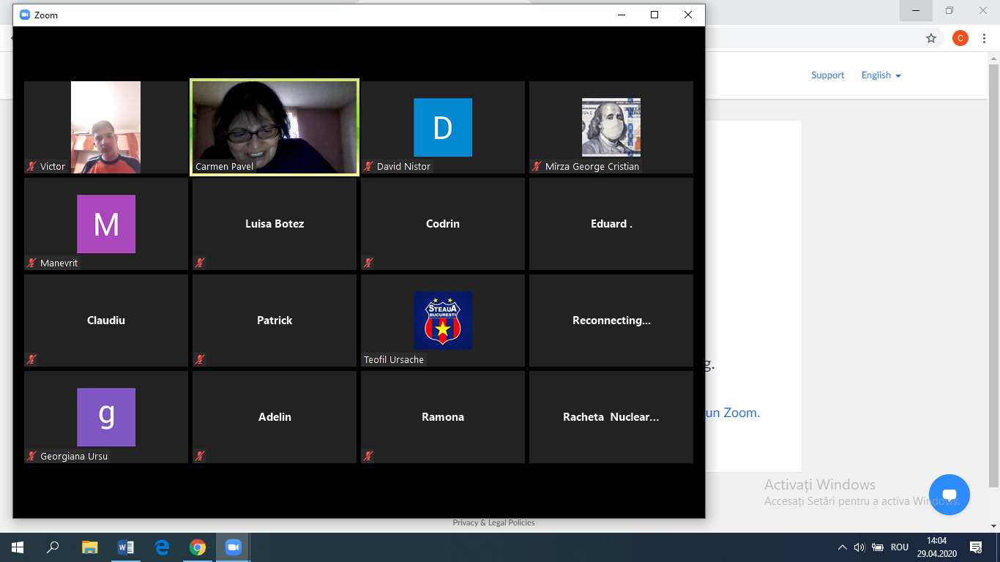 Zoom
C
Support
English
Victor
Carmen Pavel
D
David Nistor
Mîrza George Cristian
M
Manevrit
Luisa Botez
Codrin
Eduard .
Claudiu
Patrick
STEAUA
BUCURESTI
Teofil Ursache
Reconnecting...
g.
g
Georgiana Ursu
Adelin
Ramona
Racheta Nuclear...
un Zoom.
Activați Windows
Accesați Setări pentru a activa Windows.
Privacy & Legal Policies
ROU
14:04
29.04.2020